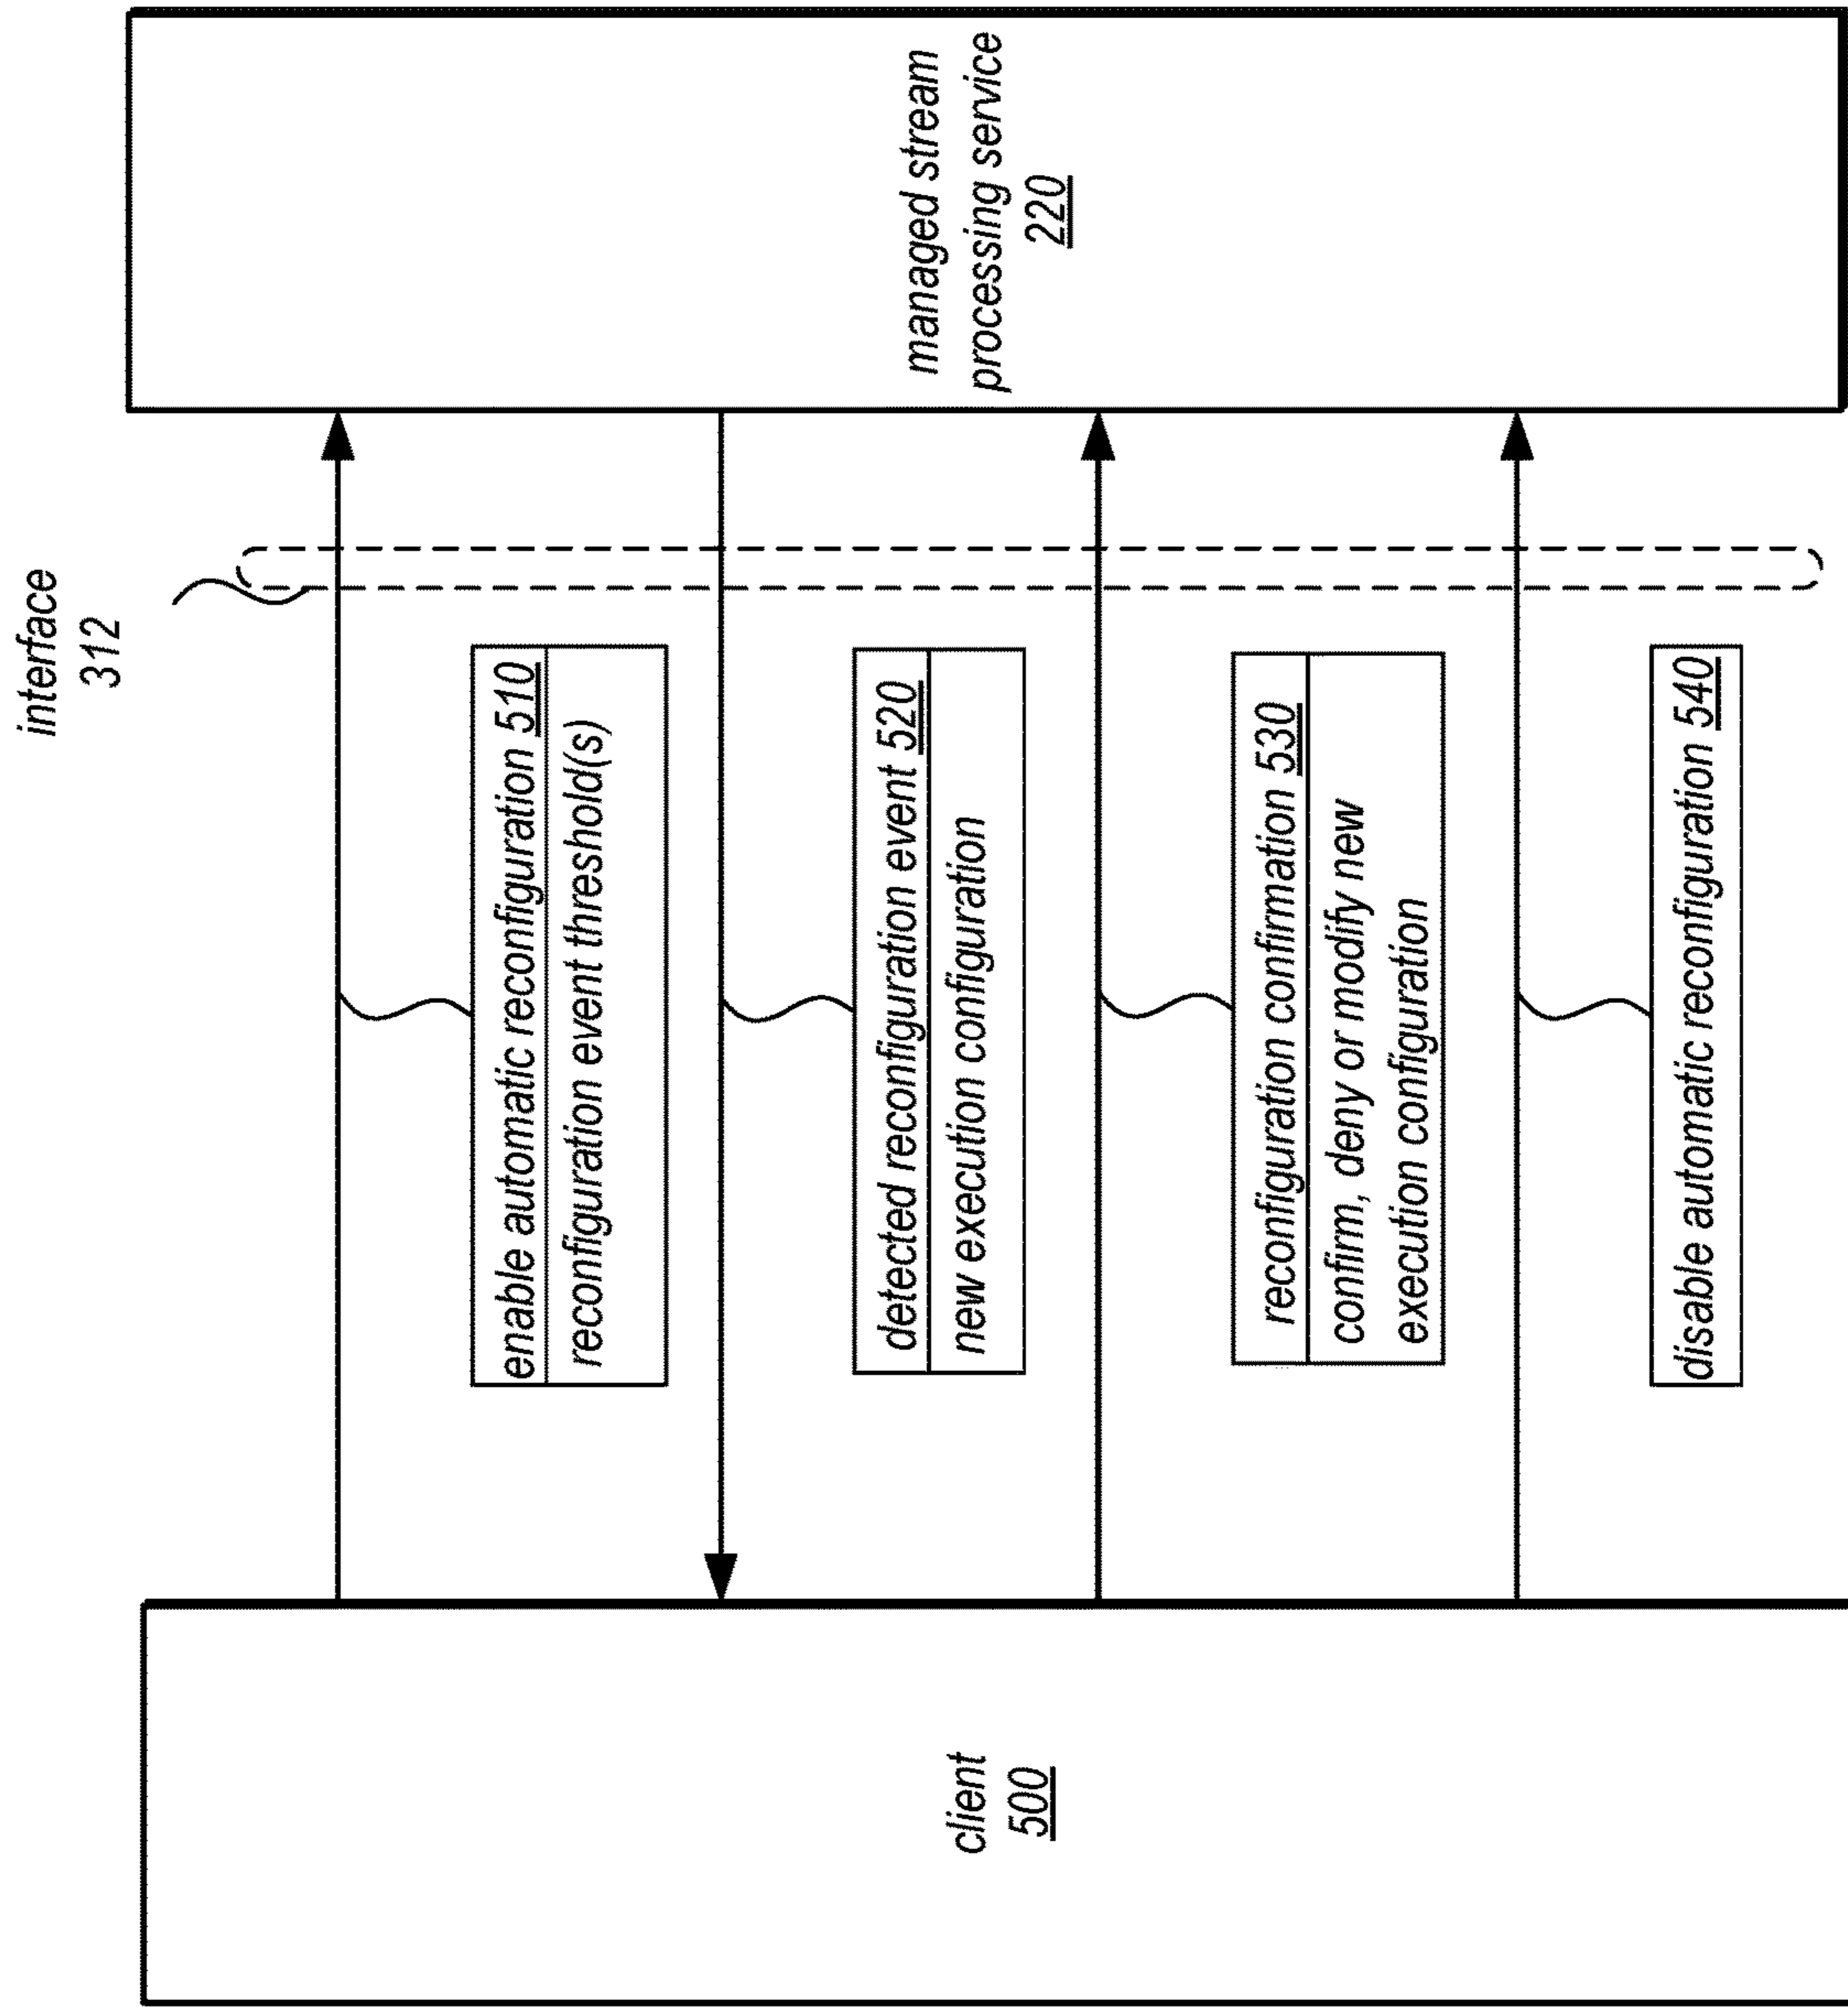 interface
312
client
500
enable automatic reconfiguration 510
reconfiguration event threshold(s)
detected reconfiguration event 520
new execution configuration
reconfiguration confirmation 530
confirm, deny or modify new
execution configuration
disable automatic reconfiguration 540
managed stream
processing service
220